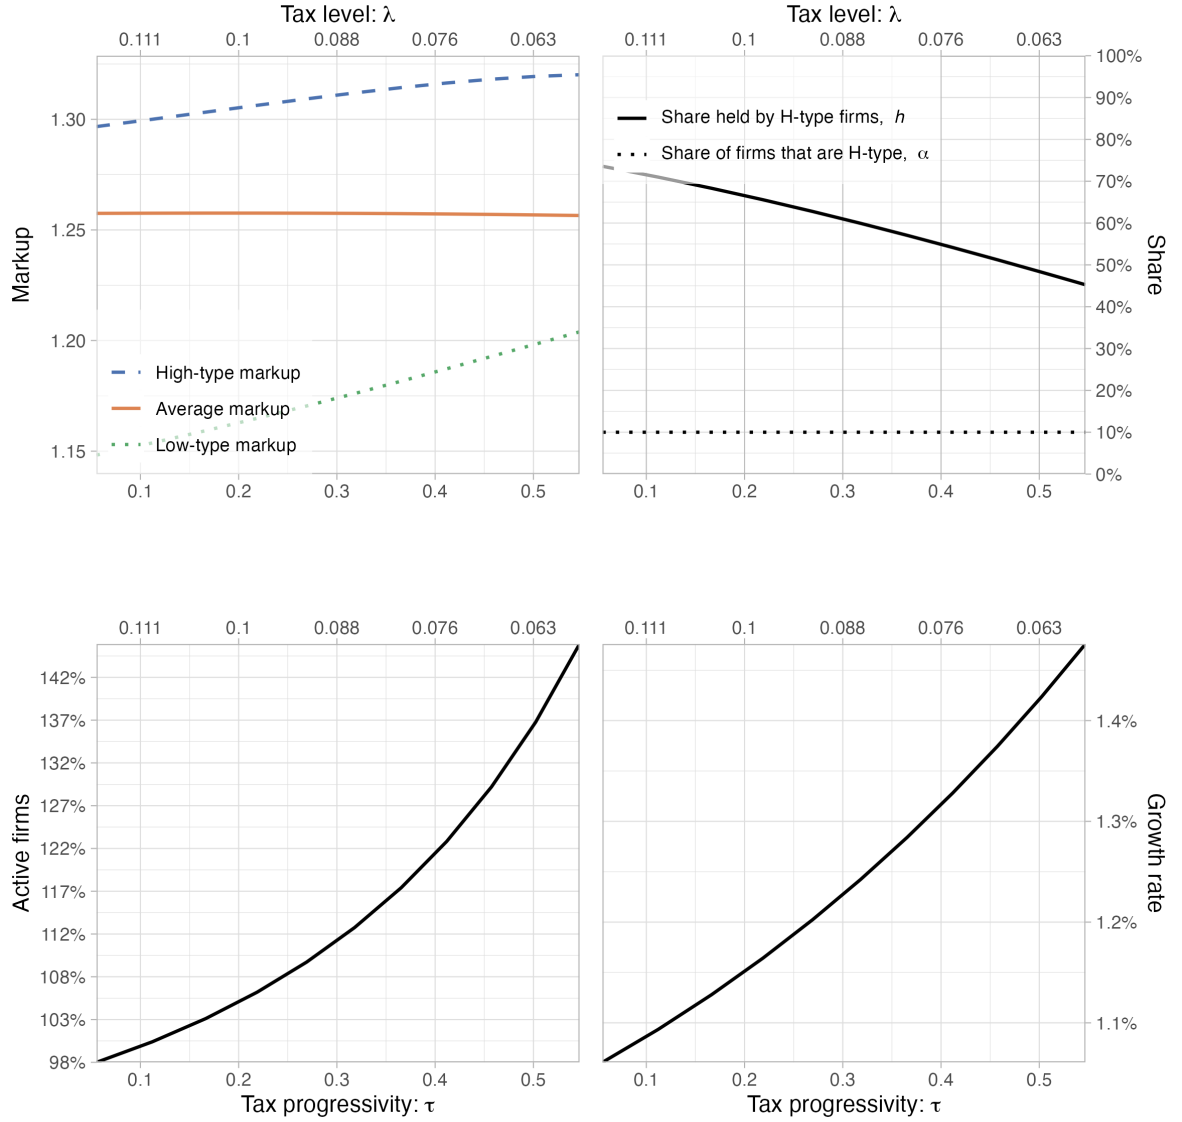 Tax level: λ
Tax level: λ
0.111 0.1 0.088 0.076 0.063
0.111 0.1 0.088 0.076 0.063
Markup
1.30
1.25
1.20
1.15
High-type markup
Average markup
Low-type markup
0.1 0.2 0.3 0.4 0.5
Share held by H-type firms, h
Share of firms that are H-type, α
100%
90%
80%
70%
60%
50%
40%
30%
20%
10%
0%
Share
0.1 0.2 0.3 0.4 0.5
0.111 0.1 0.088 0.076 0.063
0.111 0.1 0.088 0.076 0.063
Active firms
142%
137%
132%
127%
122%
117%
112%
108%
103%
98%
0.1 0.2 0.3 0.4 0.5
Tax progressivity: τ
1.4%
1.3%
1.2%
1.1%
Growth rate
0.1 0.2 0.3 0.4 0.5
Tax progressivity: τ